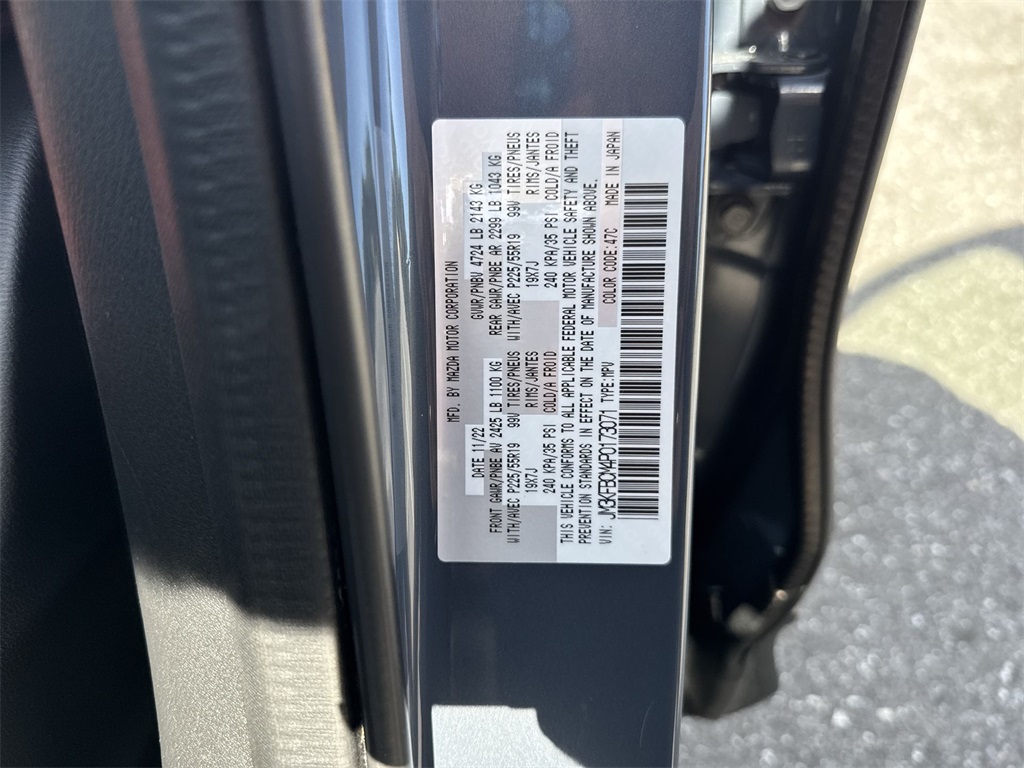 MFD. BY MAZDA MOTOR CORPORATION
DATE 11/22 GVWR/PNBV 4724 LB 2143 KG
FRONT GAWR/PNBE AV 2425 LB 1100 KG REAR GAWR/PNBE AR 2299 LB 1043 KG
WITH/AVEC P225/55R19 99V TIRES/PNEUS WITH/AVEC P225/55R19 99V TIRES/PNEUS
19X7J RIMS/JANTES 19X7J RIMS/JANTES
240 KPA/35 PSI COLD/A FROID 240 KPA/35 PSI COLD/A FROID
THIS VEHICLE CONFORMS TO ALL APPLICABLE FEDERAL MOTOR VEHICLE SAFETY AND THEFT
PREVENTION STANDARDS IN EFFECT ON THE DATE OF MANUFACTURE SHOWN ABOVE.
VIN: JM3KFBCM4P0173071 TYPE:MPV COLOR CODE:47C MADE IN JAPAN